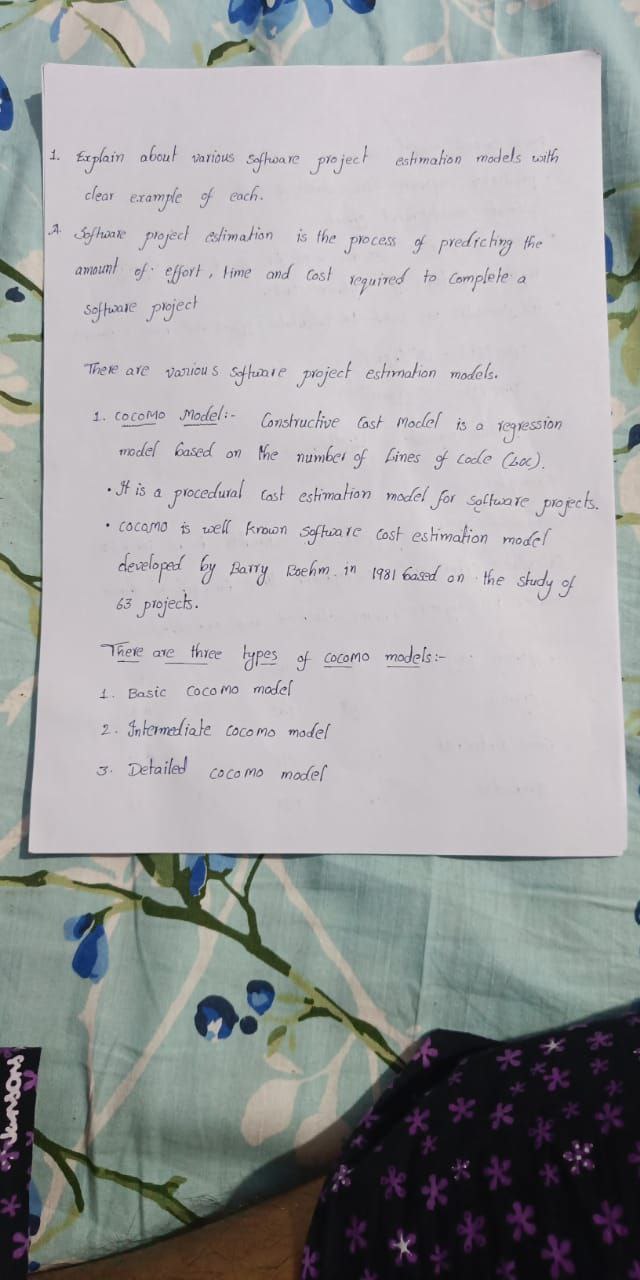 1. Explain about various software project estimation models with
clear example of each.
A. Software project estimation is the process of predicting the
amount of effort, time and cost required to complete a
software project
There are various software project estimation models.
1. COCOMO Model:- Constructive Cost Model is a regression
model based on the number of Lines of code (LOC).
• It is a procedural cost estimation model for software projects.
• COCOMO is well known software cost estimation model
developed by Barry Boehm in 1981 based on the study of
63 projects.
There are three types of COCOMO models:-
1. Basic COCOMO model
2. Intermediate COCOMO model
3. Detailed COCOMO model